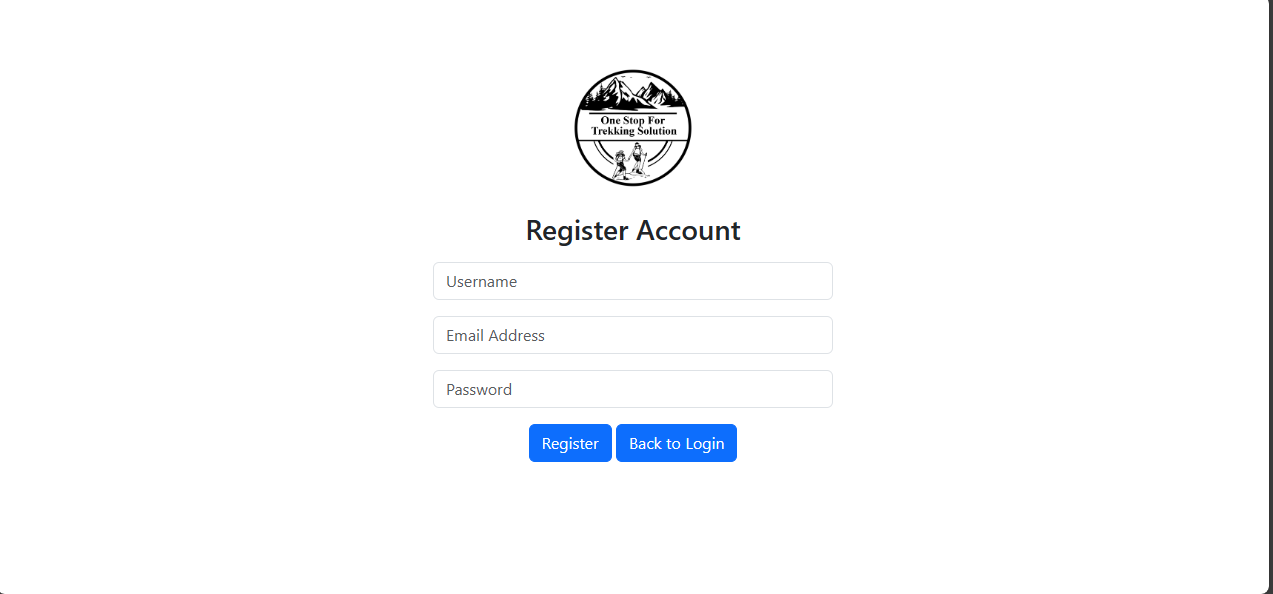 One Stop For
Trekking Solution
Register Account
Username
Email Address
Password
Register Back to Login